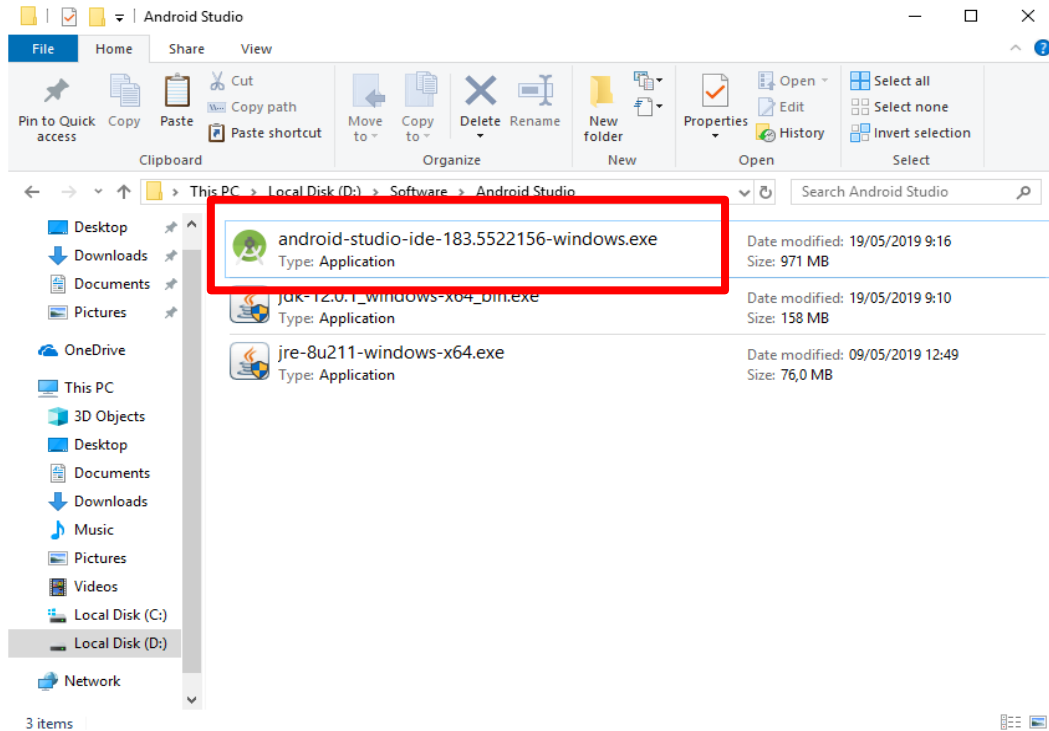 Android Studio
File Home Share View
Pin to Quick access
Copy
Paste
Cut
Copy path
Paste shortcut
Clipboard
Move to
Copy to
Delete
Rename
Organize
New folder
New
Properties
Open
Edit
History
Open
Select all
Select none
Invert selection
Select
This PC > Local Disk (D:) > Software > Android Studio
Search Android Studio
Desktop
Downloads
Documents
Pictures
OneDrive
This PC
3D Objects
Desktop
Documents
Downloads
Music
Pictures
Videos
Local Disk (C:)
Local Disk (D:)
Network
android-studio-ide-183.5522156-windows.exe
Type: Application
Date modified: 19/05/2019 9:16
Size: 971 MB
jdk-12.0.1_windows-x64_bin.exe
Type: Application
Date modified: 19/05/2019 9:10
Size: 158 MB
jre-8u211-windows-x64.exe
Type: Application
Date modified: 09/05/2019 12:49
Size: 76,0 MB
3 items